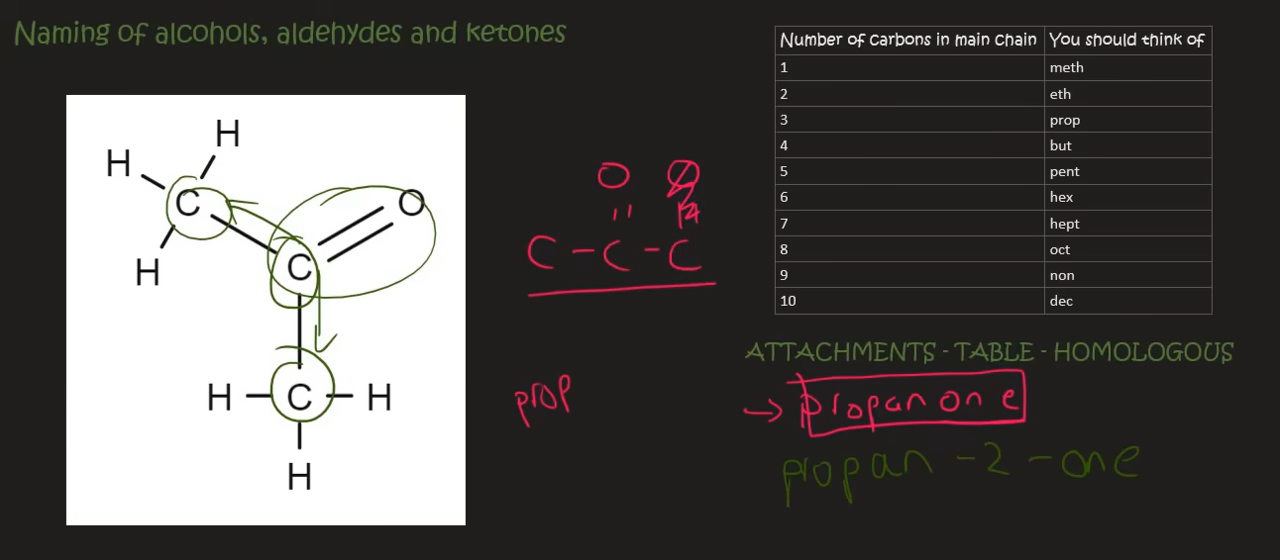 Naming of alcohols, aldehydes and ketones
Number of carbons in main chain You should think of
1 meth
2 eth
3 prop
4 but
5 pent
6 hex
7 hept
8 oct
9 non
10 dec
H
H
C O
H
C
H C H
H
O
C - C - C
ATTACHMENTS - TABLE - HOMOLOGOUS
prop
propanone
propan - 2 - one